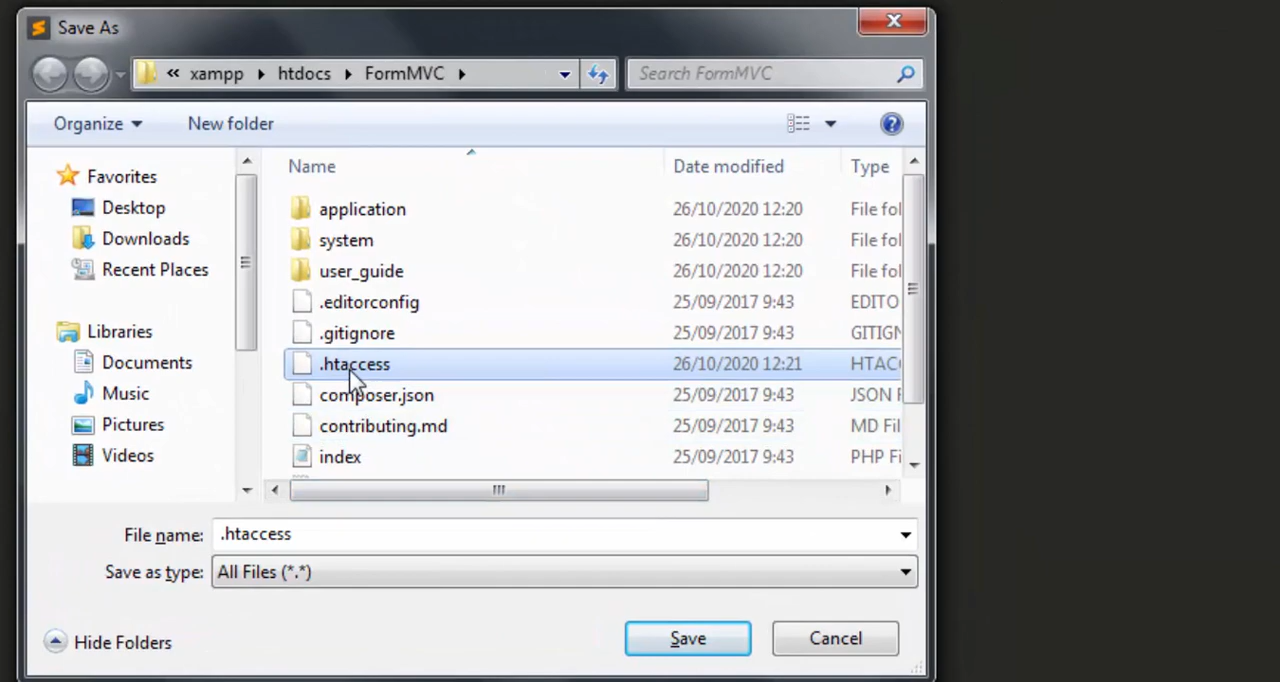 Save As
« xampp htdocs FormMVC Search FormMVC
Organize New folder
Favorites
Desktop
Downloads
Recent Places
Libraries
Documents
Music
Pictures
Videos
Name Date modified Type
application 26/10/2020 12:20 File fol
system 26/10/2020 12:20 File fol
user_guide 26/10/2020 12:20 File fol
.editorconfig 25/09/2017 9:43 EDITO
.gitignore 25/09/2017 9:43 GITIGN
.htaccess 26/10/2020 12:21 HTAC
composer.json 25/09/2017 9:43 JSON F
contributing.md 25/09/2017 9:43 MD Fil
index 25/09/2017 9:43 PHP Fi
File name: .htaccess
Save as type: All Files (*.*)
Hide Folders Save Cancel